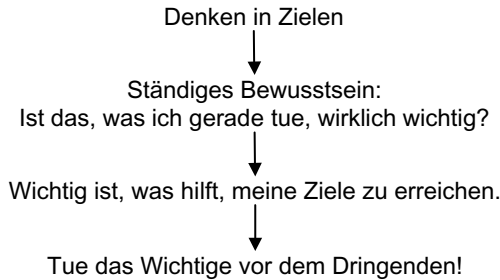 Denken in Zielen
Ständiges Bewusstsein:
Ist das, was ich gerade tue, wirklich wichtig?
Wichtig ist, was hilft, meine Ziele zu erreichen.
Tue das Wichtige vor dem Dringenden!